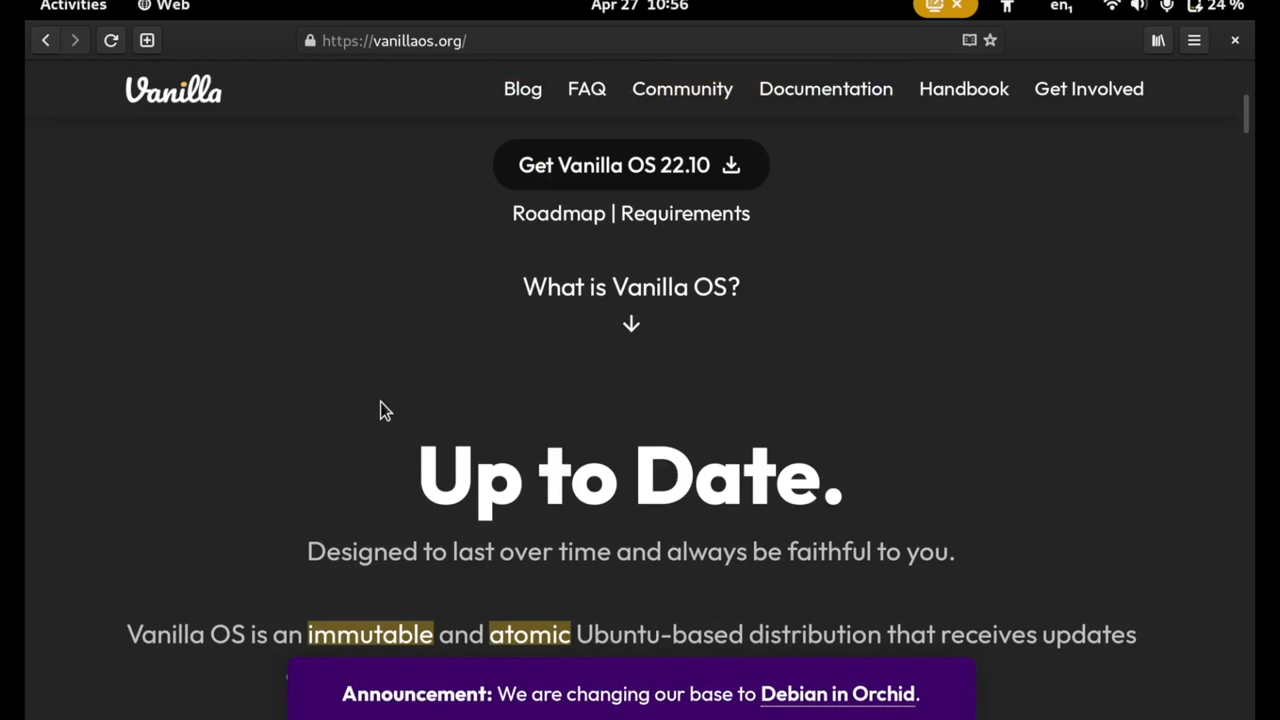 Activities Web Apr 27 10:56 en₁ 24 %
https://vanillaos.org/
Vanilla Blog FAQ Community Documentation Handbook Get Involved
Get Vanilla OS 22.10
Roadmap | Requirements
What is Vanilla OS?
Up to Date.
Designed to last over time and always be faithful to you.
Vanilla OS is an immutable and atomic Ubuntu-based distribution that receives updates
Announcement: We are changing our base to Debian in Orchid.